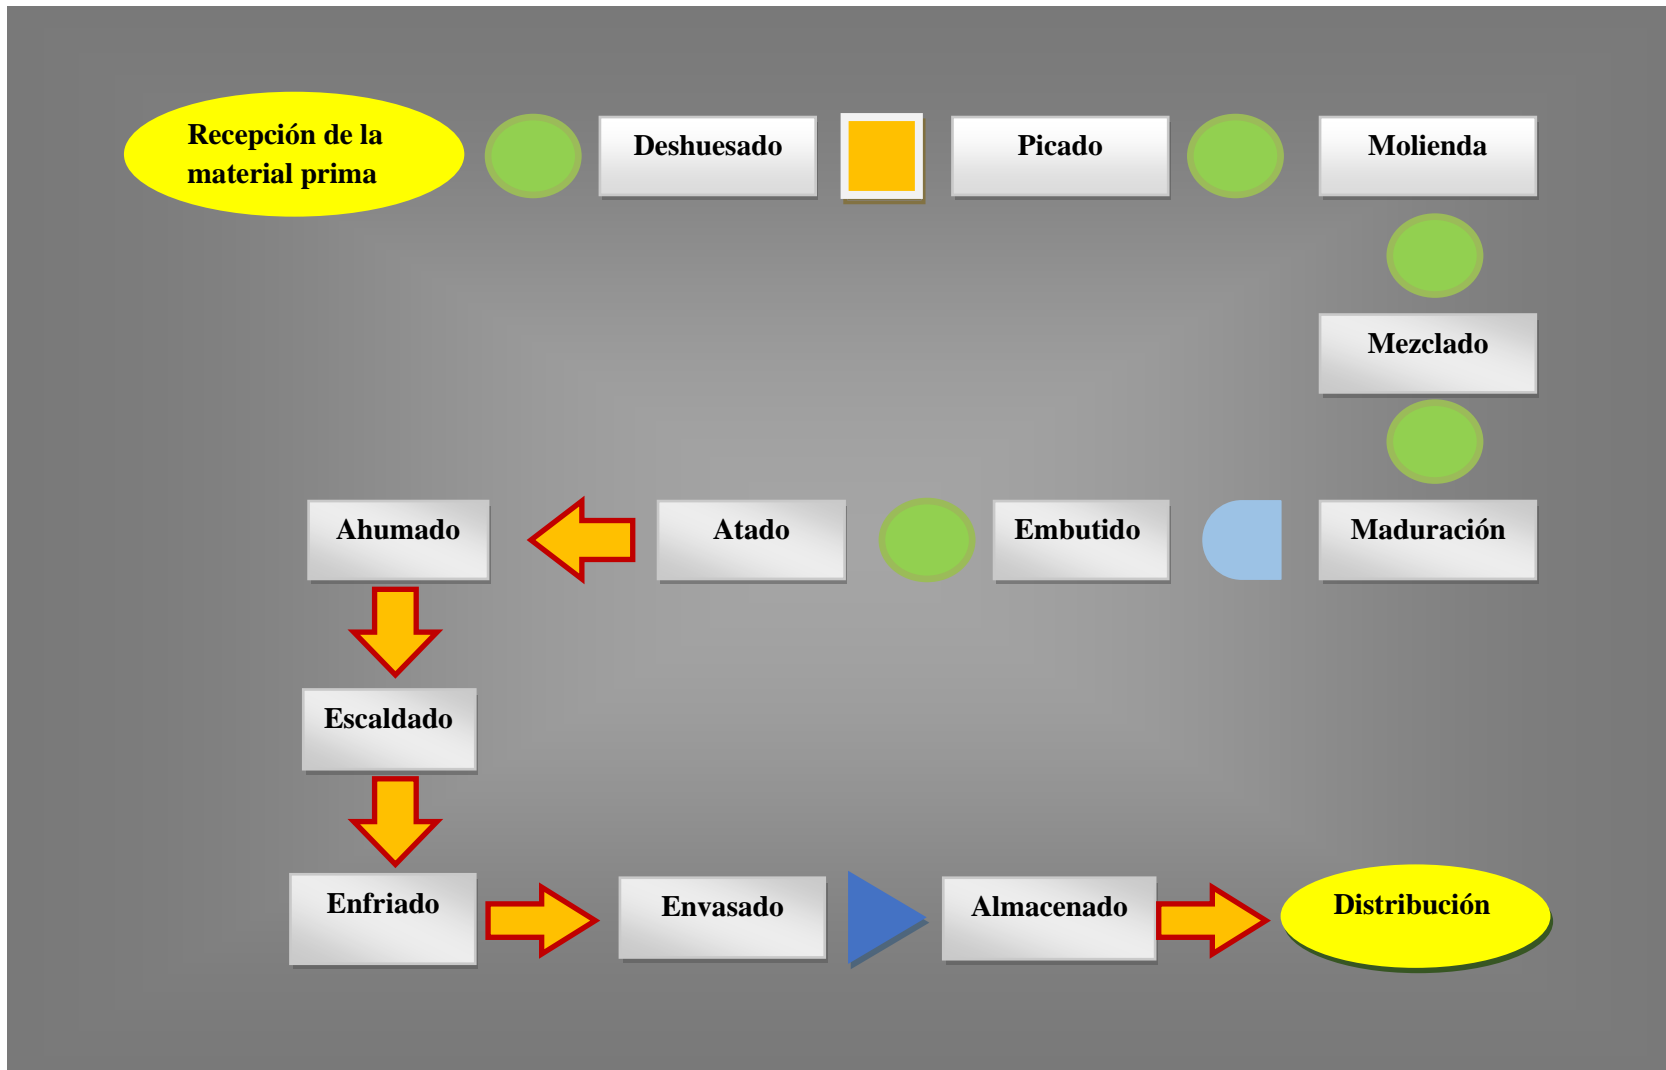 Recepción de la
material prima
Deshuesado
Picado
Molienda
Mezclado
Maduración
Embutido
Atado
Ahumado
Escaldado
Enfriado
Envasado
Almacenado
Distribución